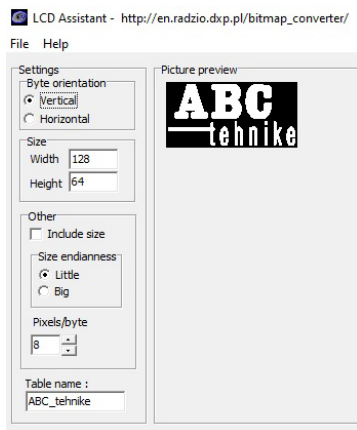 LCD Assistant - http://en.radzio.dxp.pl/bitmap_converter/
File Help
Settings
Byte orientation
Vertical
Horizontal
Size
Width 128
Height 64
Other
Include size
Size endianness
Little
Big
Pixels/byte
8
Table name :
ABC_tehnike
Picture preview
ABC
tehnike